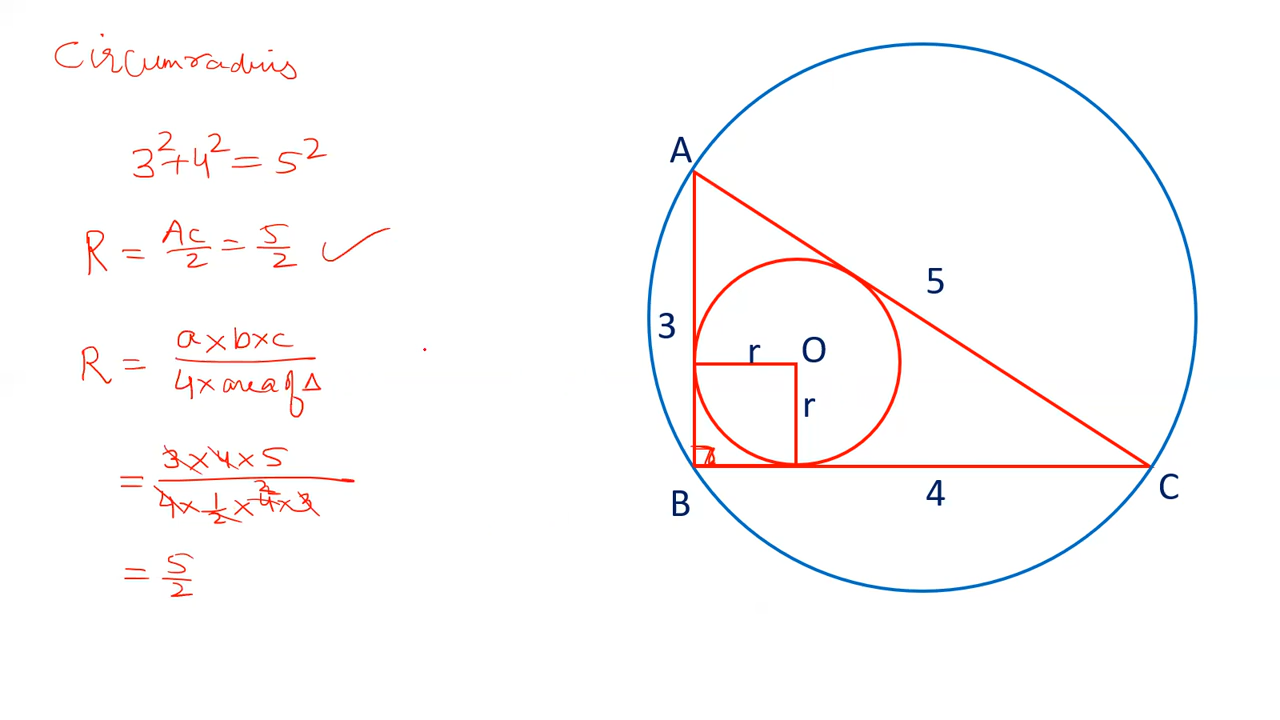 Circumradius
3²+4² = 5²
R = AC/2 = 5/2 ✓
R = a×b×c / 4×area of Δ
= 3×4×5 / 4×1/2×4×3
2
= 5/2
A
5
3
r O
r
B
4
C